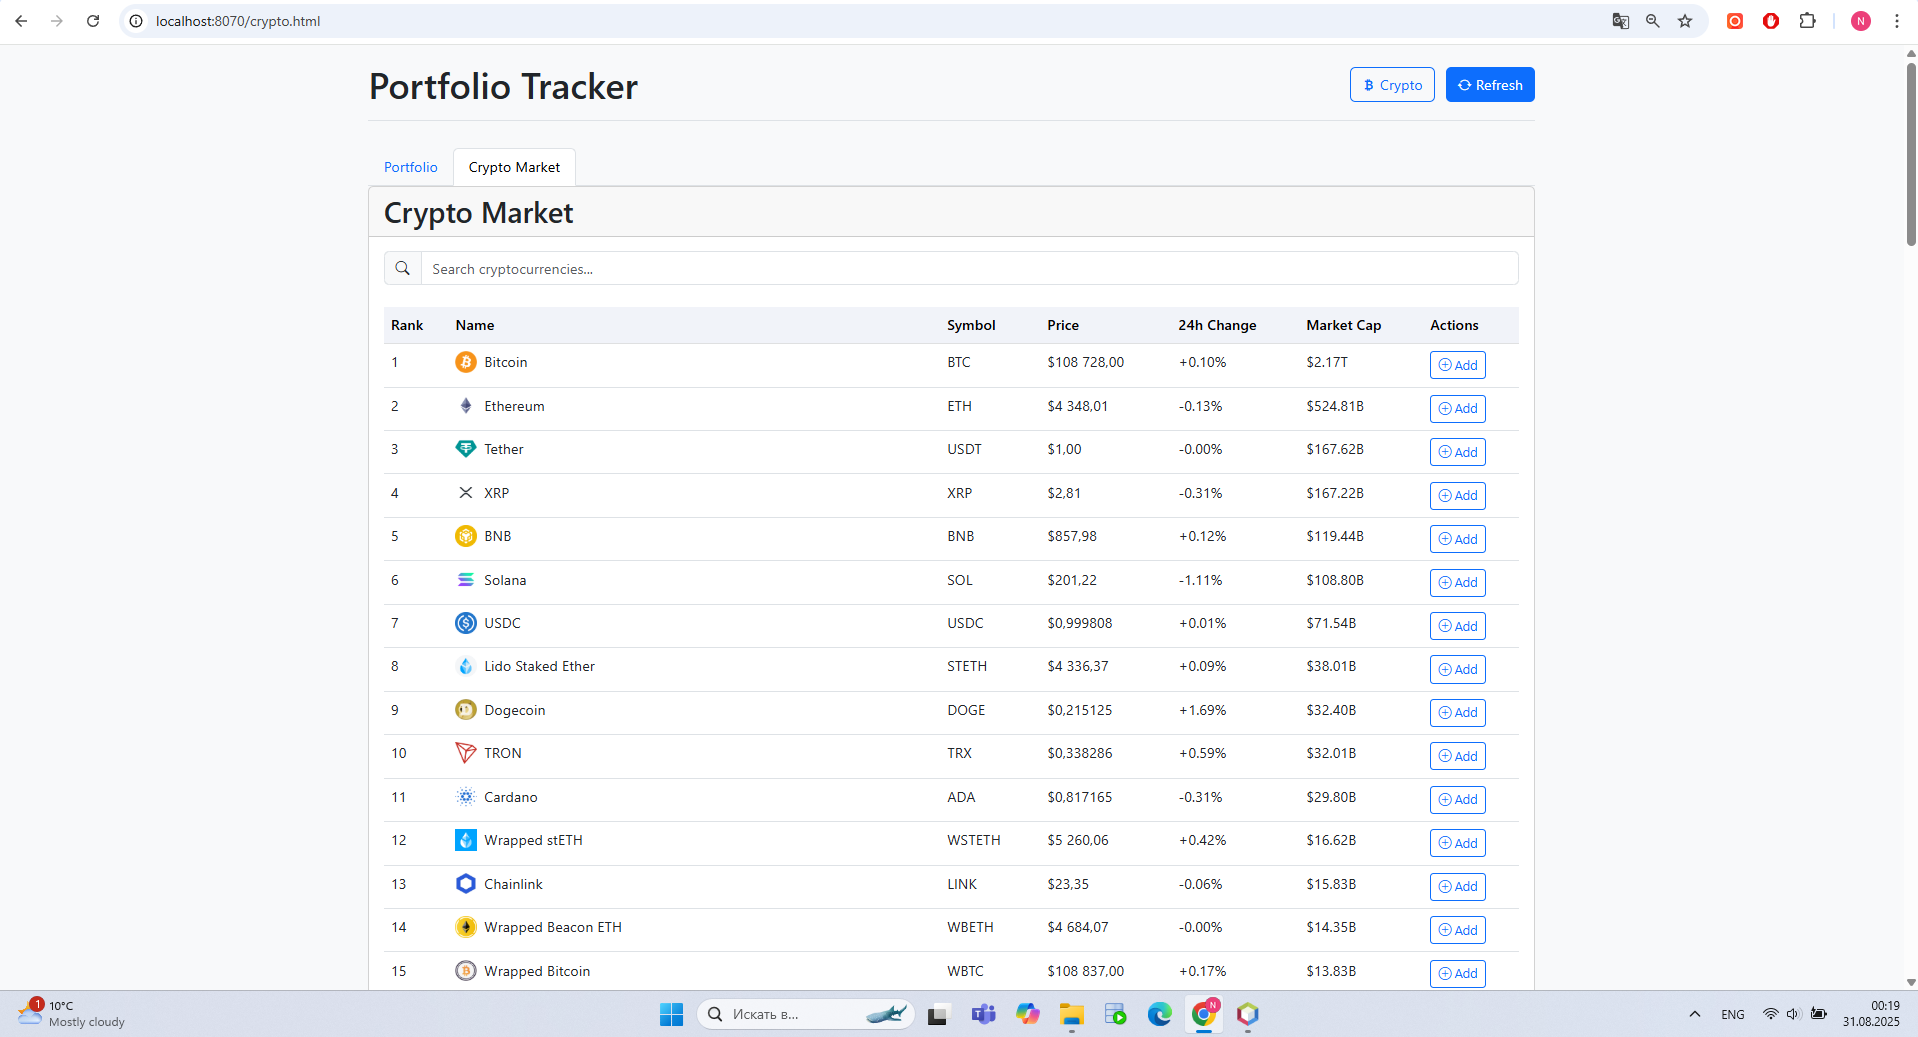 localhost:8070/crypto.html
N
Portfolio Tracker
Crypto
Refresh
Portfolio
Crypto Market
Crypto Market
Search cryptocurrencies...
Rank Name Symbol Price 24h Change Market Cap Actions
1 Bitcoin BTC $108 728,00 +0.10% $2.17T Add
2 Ethereum ETH $4 348,01 -0.13% $524.81B Add
3 Tether USDT $1,00 -0.00% $167.62B Add
4 XRP XRP $2,81 -0.31% $167.22B Add
5 BNB BNB $857,98 +0.12% $119.44B Add
6 Solana SOL $201,22 -1.11% $108.80B Add
7 USDC USDC $0,999808 +0.01% $71.54B Add
8 Lido Staked Ether STETH $4 336,37 +0.09% $38.01B Add
9 Dogecoin DOGE $0,215125 +1.69% $32.40B Add
10 TRON TRX $0,338286 +0.59% $32.01B Add
11 Cardano ADA $0,817165 -0.31% $29.80B Add
12 Wrapped stETH WSTETH $5 260,06 +0.42% $16.62B Add
13 Chainlink LINK $23,35 -0.06% $15.83B Add
14 Wrapped Beacon ETH WBETH $4 684,07 -0.00% $14.35B Add
15 Wrapped Bitcoin WBTC $108 837,00 +0.17% $13.83B Add
1
10°C
Mostly cloudy
Искать в...
N
ENG
00:19
31.08.2025